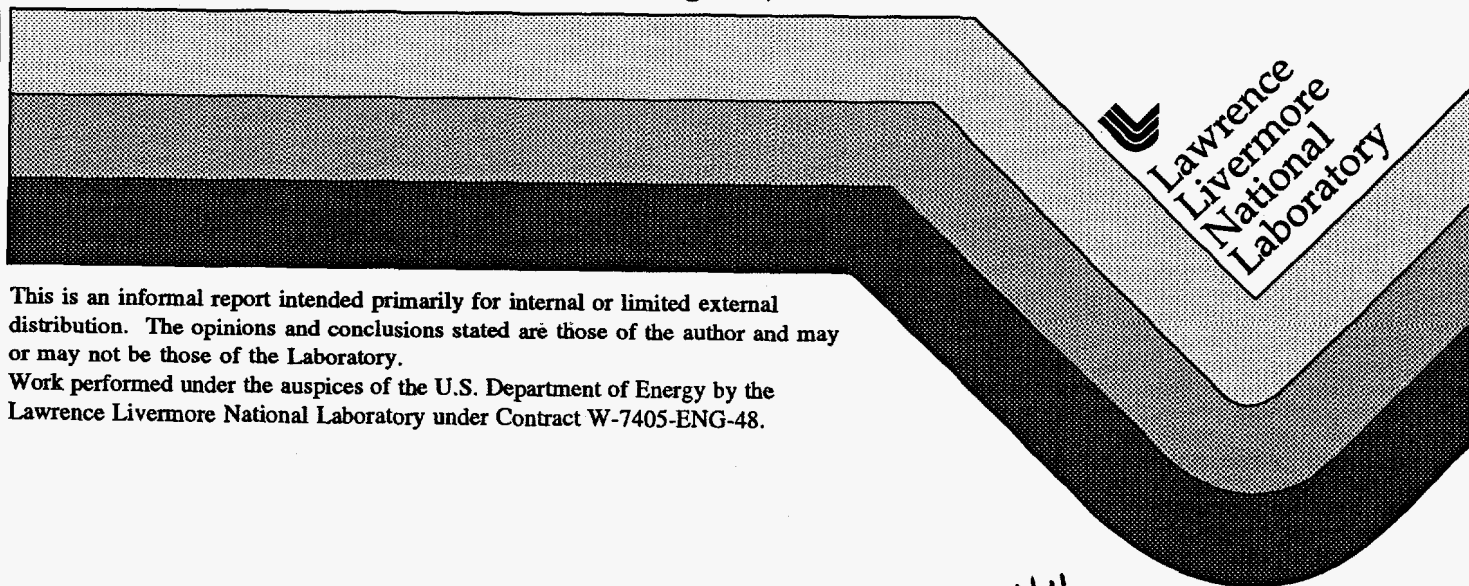 Lawrence
Livermore
National
Laboratory
This is an informal report intended primarily for internal or limited external
distribution. The opinions and conclusions stated are those of the author and may
or may not be those of the Laboratory.
Work performed under the auspices of the U.S. Department of Energy by the
Lawrence Livermore National Laboratory under Contract W-7405-ENG-48.